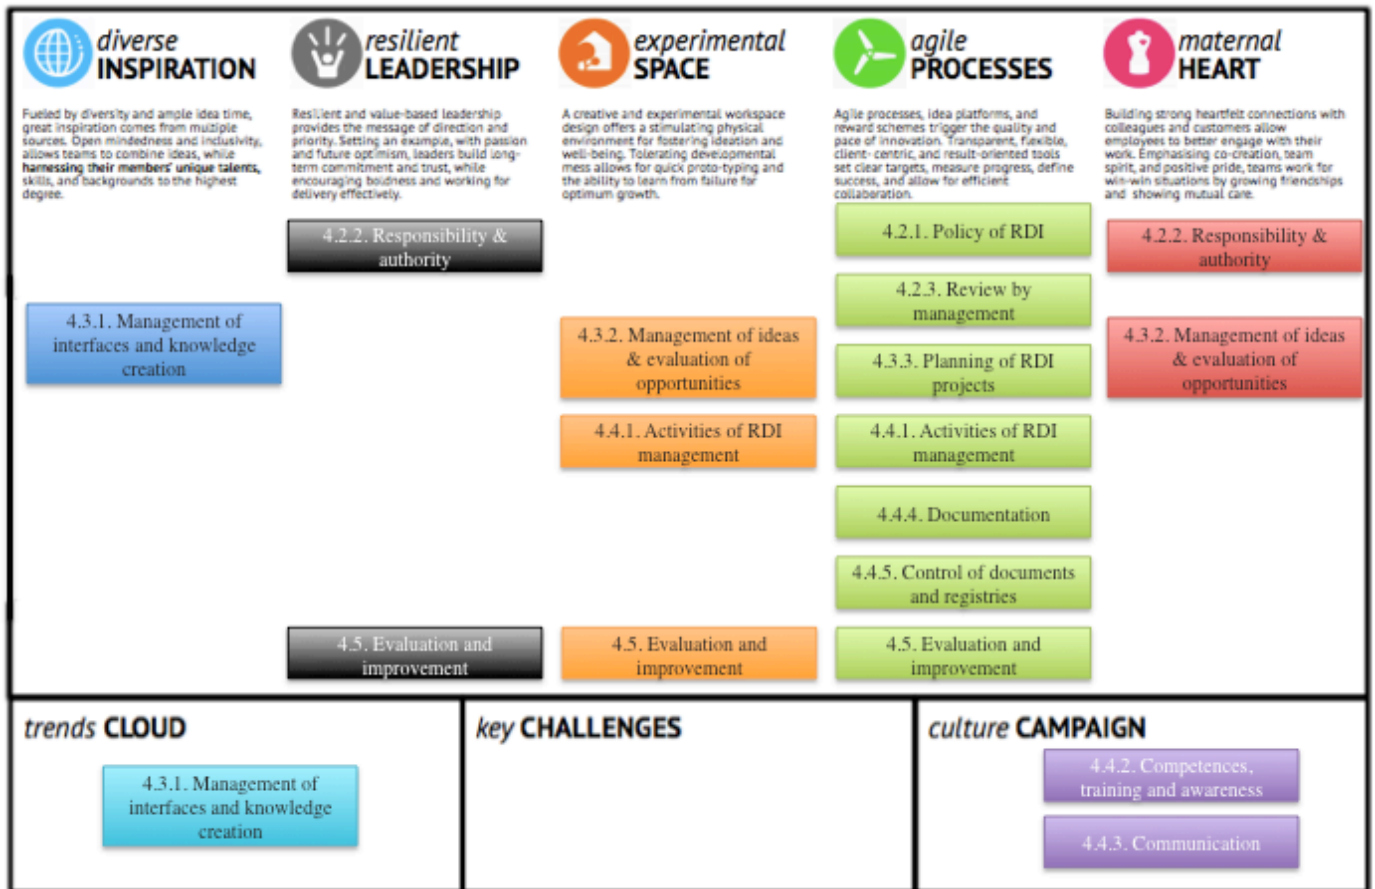 diverse
INSPIRATION
Fueled by diversity and ample idea time,
great inspiration comes from multiple
sources. Open mindedness and inclusivity,
allows teams to combine ideas, while
harnessing their members' unique talents,
skills, and backgrounds to the highest
degree.
4.3.1. Management of
interfaces and knowledge
creation
resilient
LEADERSHIP
Resilient and value-based leadership
provides the message of direction and
priority. Setting an example, with passion
and future optimism, leaders build long-
term commitment and trust, while
encouraging boldness and working for
delivery effectively.
4.2.2. Responsibility &
authority
4.5. Evaluation and
improvement
experimental
SPACE
A creative and experimental workspace
design offers a stimulating physical
environment for fostering ideation and
well-being. Tolerating developmental
mess allows for quick proto-typing and
the ability to learn from failure for
optimum growth.
4.3.2. Management of ideas
& evaluation of
opportunities
4.4.1. Activities of RDI
management
4.5. Evaluation and
improvement
agile
PROCESSES
Agile processes, idea platforms, and
reward schemes trigger the quality and
pace of innovation. Transparent, flexible,
client- centric, and result-oriented tools
set clear targets, measure progress, define
success, and allow for efficient
collaboration.
4.2.1. Policy of RDI
4.2.3. Review by
management
4.3.3. Planning of RDI
projects
4.4.1. Activities of RDI
management
4.4.4. Documentation
4.4.5. Control of documents
and registries
4.5. Evaluation and
improvement
maternal
HEART
Building strong heartfelt connections with
colleagues and customers allow
employees to better engage with their
work. Emphasising co-creation, team
spirit, and positive pride, teams work for
win-win situations by growing friendships
and showing mutual care.
4.2.2. Responsibility &
authority
4.3.2. Management of ideas
& evaluation of
opportunities
trends CLOUD
4.3.1. Management of
interfaces and knowledge
creation
key CHALLENGES
culture CAMPAIGN
4.4.2. Competences,
training and awareness
4.4.3. Communication